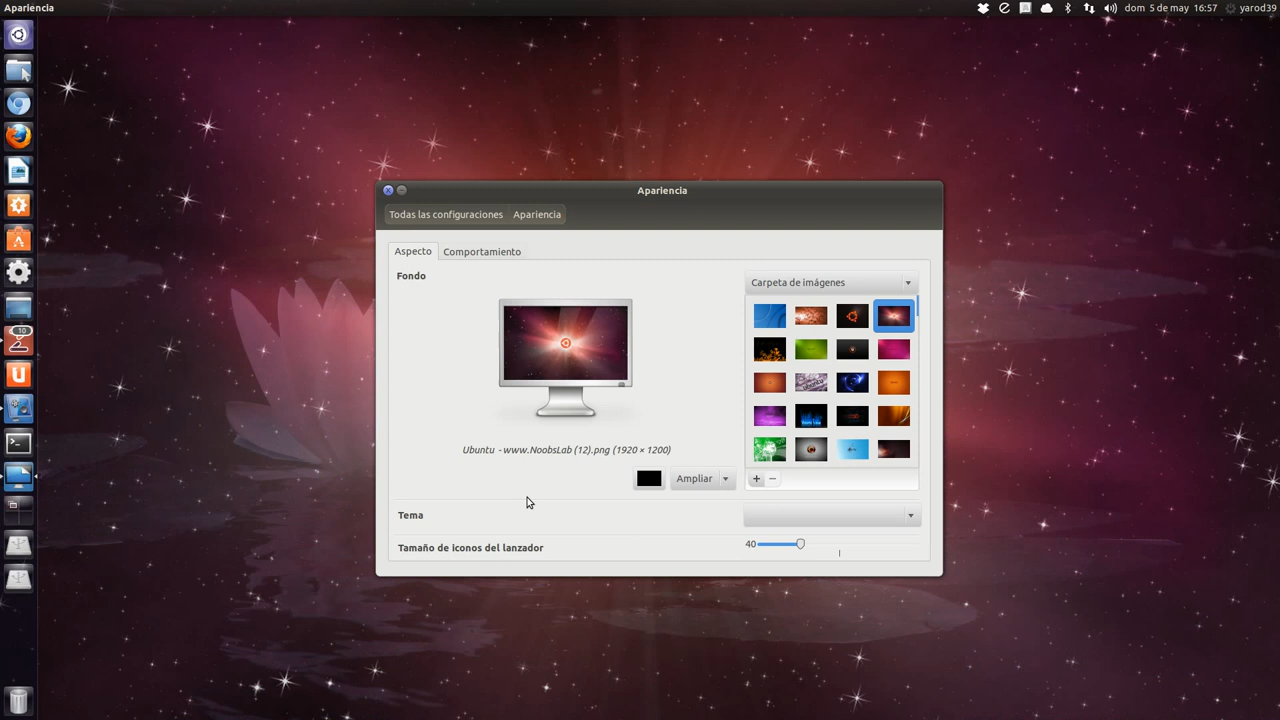 Apariencia
dom 5 de may 16:57 yarod39
Apariencia
Todas las configuraciones Apariencia
Aspecto Comportamiento
Fondo
Carpeta de imágenes
Ubuntu - www.NoobsLab (12).png (1920 × 1200)
Ampliar
Tema
Tamaño de iconos del lanzador 40
10